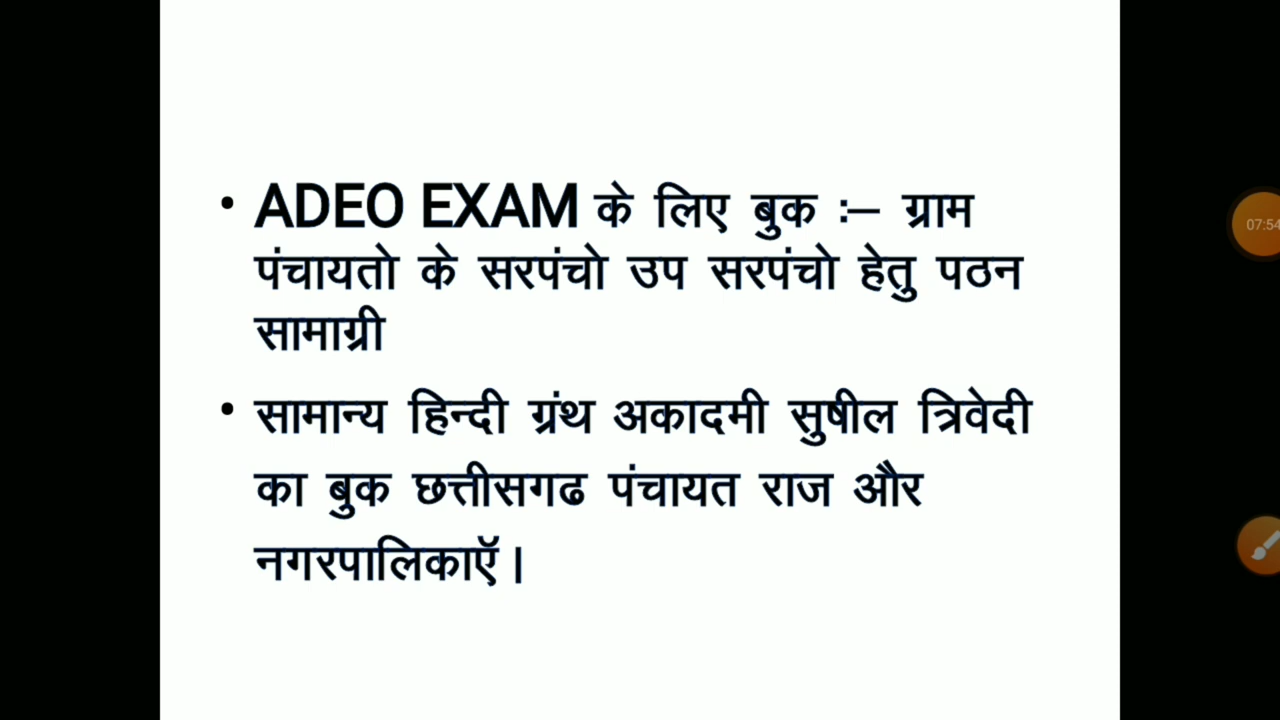 • ADEO EXAM के लिए बुक :– ग्राम
पंचायतो के सरपंचो उप सरपंचो हेतु पठन
सामाग्री
• सामान्य हिन्दी ग्रंथ अकादमी सुषील त्रिवेदी
का बुक छत्तीसगढ पंचायत राज और
नगरपालिकाऍ।
07:54